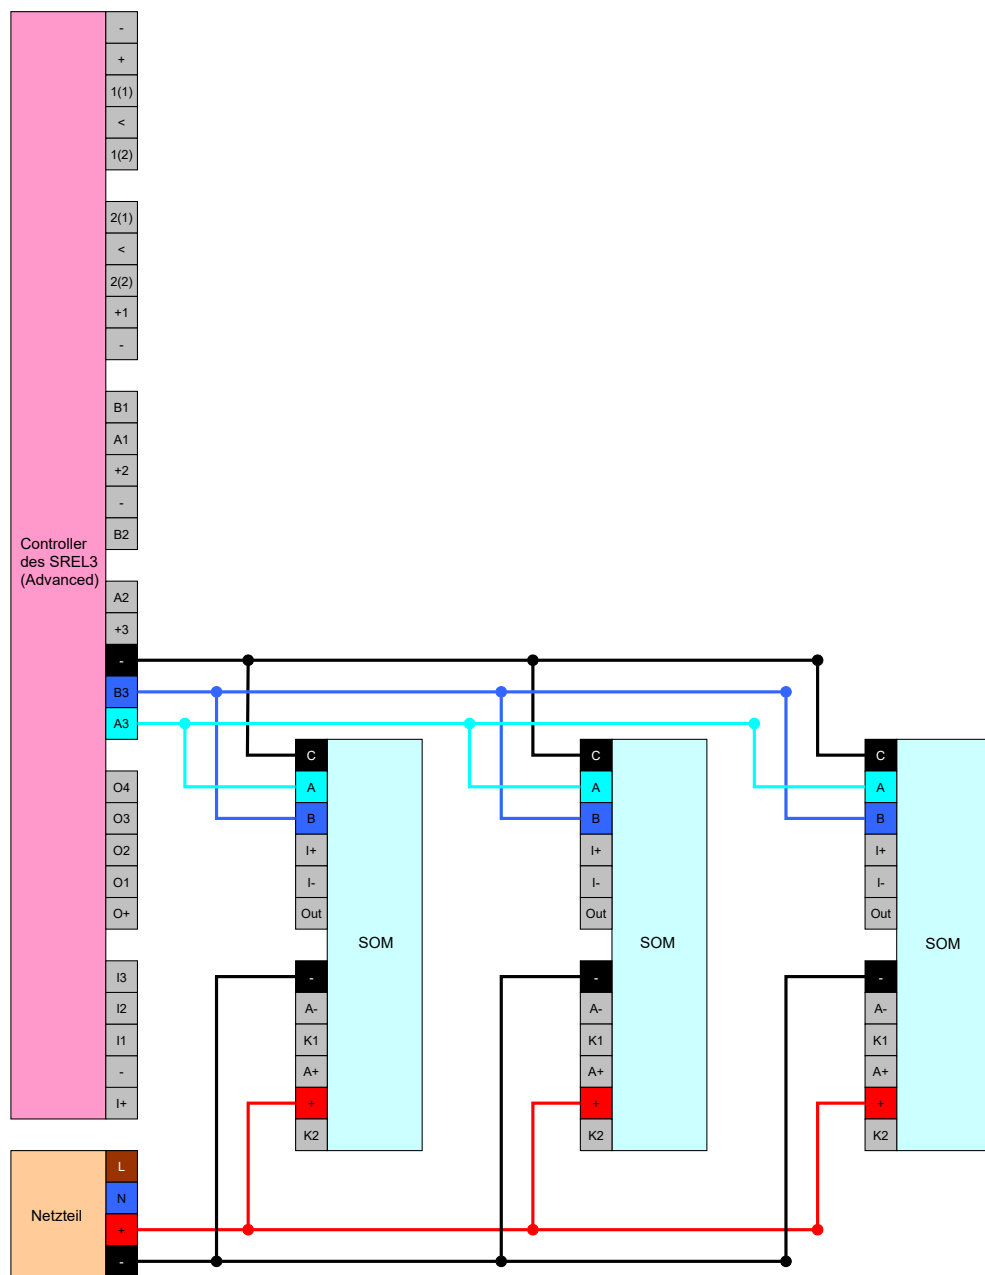 -
+
1(1)
<
1(2)
2(1)
<
2(2)
+1
-
B1
A1
+2
-
B2
Controller
des SREL3
(Advanced)
A2
+3
-
B3
A3
O4
O3
O2
O1
O+
I3
I2
I1
-
I+
C
A
B
I+
I-
Out
SOM
-
A-
K1
A+
+
K2
C
A
B
I+
I-
Out
SOM
-
A-
K1
A+
+
K2
C
A
B
I+
I-
Out
SOM
-
A-
K1
A+
+
K2
Netzteil
L
N
+
-